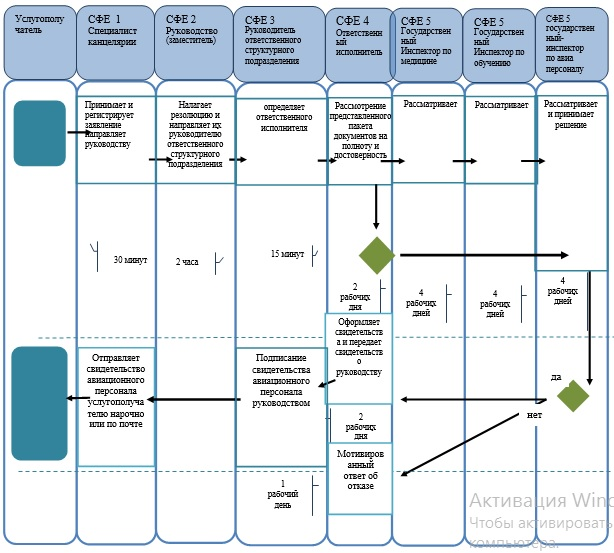 Услугополу
чатель
СФЕ 1
Специалист
канцелярии
СФЕ 2
Руководство
(заместитель)
СФЕ 3
Руководитель
ответственного
структурного
подразделения
СФЕ 4
Ответственн
ый
исполнитель
СФЕ 5
Государствен
ный
Инспектор по
медицине
СФЕ 5
Государствен
ный
Инспектор по
обучению
СФЕ 5
государствен
ный-
инспектор
по авиа
персоналу
Принимает и
регистрирует
заявление
направляет
руководству
Налагает
резолюцию и
направляет их
руководителю
ответственного
структурного
подразделения
определяет
ответственного
исполнителя
Рассмотрение
представленного
пакета
документов на
полноту и
достоверность
Рассматривает
Рассматривает
Рассматривает
и принимает
решение
30 минут
2 часа
15 минут
2
рабочих
дня
4
рабочих
дней
4
рабочих
дней
4
рабочих
дней
Оформляет
свидетельств
а и передает
свидетельств
о
руководству
Отправляет
свидетельство
авиационного
персонала
услугополуча
телю нарочно
или по почте
Подписание
свидетельства
авиационного
персонала
руководством
да
нет
2
рабочих
дня
Мотивиров
анный
ответ об
отказе
1
рабочий
день
Активация Wind
Чтобы активировать
компьютера.